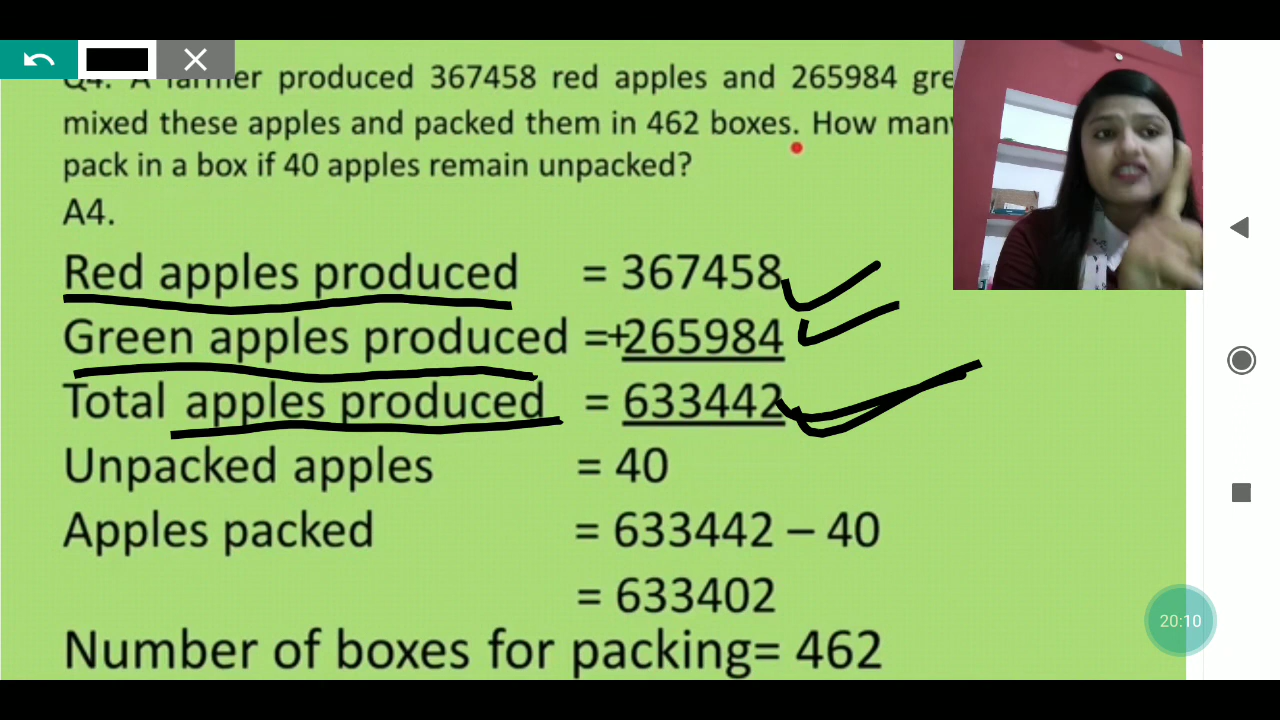 Q4. A farmer produced 367458 red apples and 265984
mixed these apples and packed them in 462 boxes. How
pack in a box if 40 apples remain unpacked?
A4.
Red apples produced = 367458
Green apples produced =+265984
Total apples produced = 633442
Unpacked apples = 40
Apples packed = 633442 – 40
= 633402
Number of boxes for packing= 462
20:10